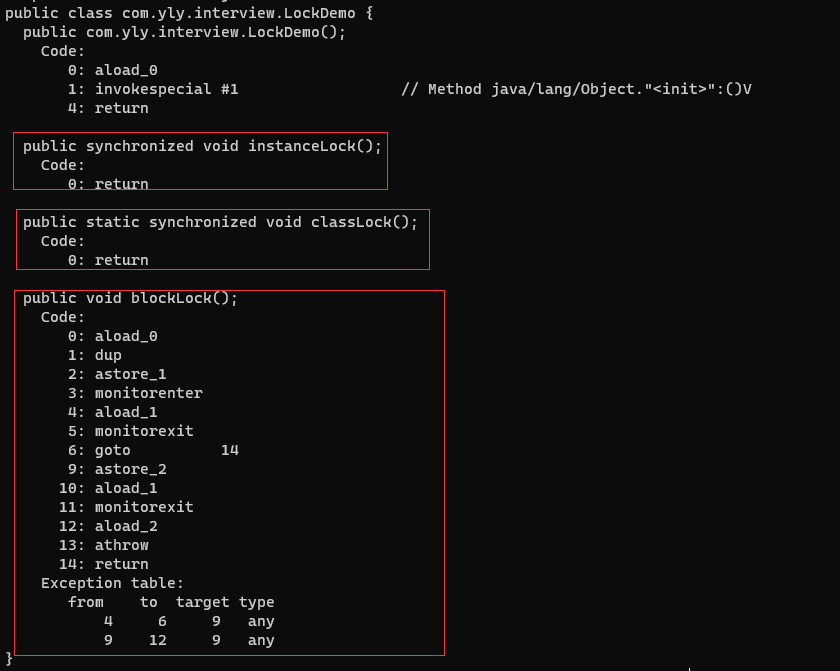 public class com.yly.interview.LockDemo {
  public com.yly.interview.LockDemo();
    Code:
       0: aload_0
       1: invokespecial #1                  // Method java/lang/Object."<init>":()V
       4: return
  public synchronized void instanceLock();
    Code:
       0: return
  public static synchronized void classLock();
    Code:
       0: return
  public void blockLock();
    Code:
       0: aload_0
       1: dup
       2: astore_1
       3: monitorenter
       4: aload_1
       5: monitorexit
       6: goto          14
       9: astore_2
      10: aload_1
      11: monitorexit
      12: aload_2
      13: athrow
      14: return
    Exception table:
       from    to  target type
           4     6     9   any
           9    12     9   any
}